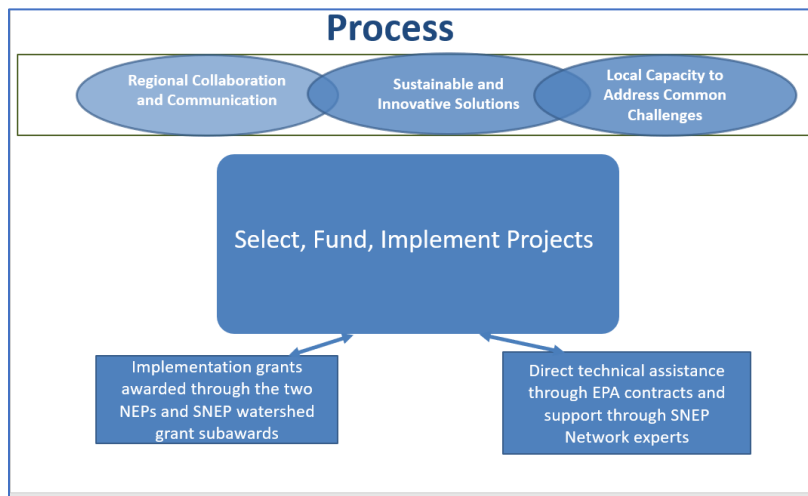 Process
Regional Collaboration
and Communication
Sustainable and
Innovative Solutions
Local Capacity to
Address Common
Challenges
Select, Fund, Implement Projects
Implementation grants
awarded through the two
NEPs and SNEP watershed
grant subawards
Direct technical assistance
through EPA contracts and
support through SNEP
Network experts